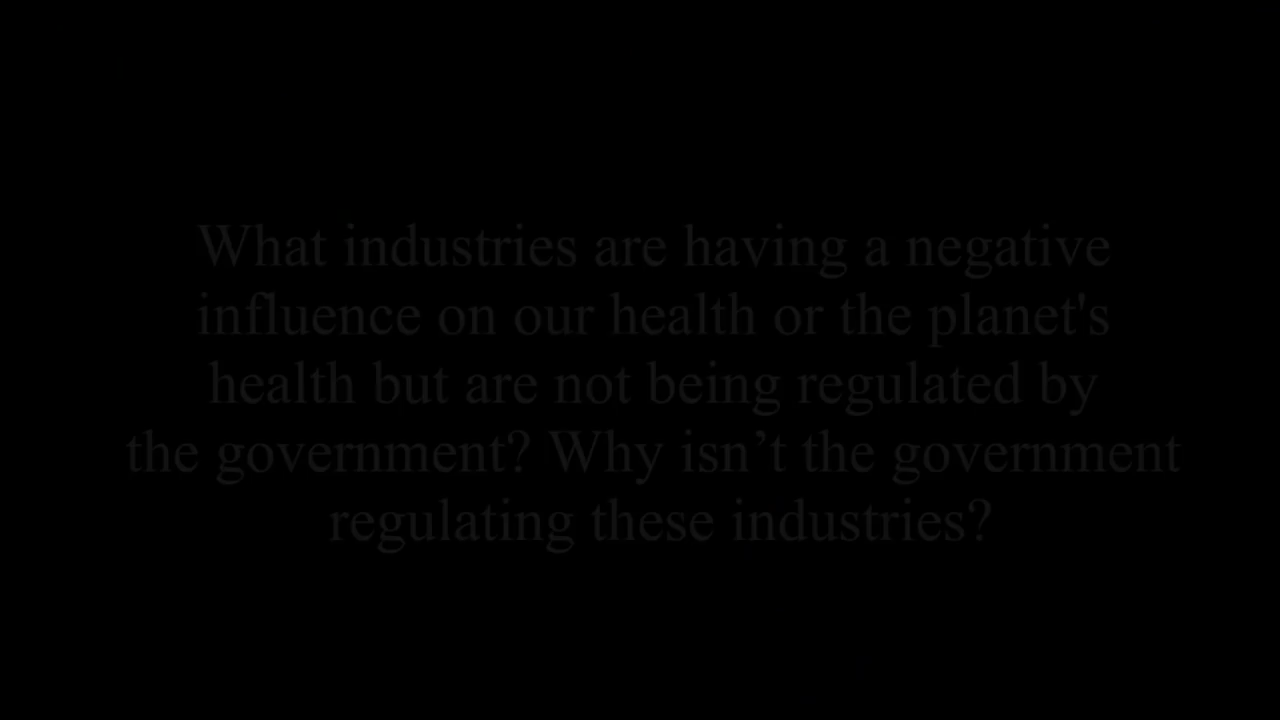 What industries are having a negative
influence on our health or the planet's
health but are not being regulated by
the government? Why isn’t the government
regulating these industries?